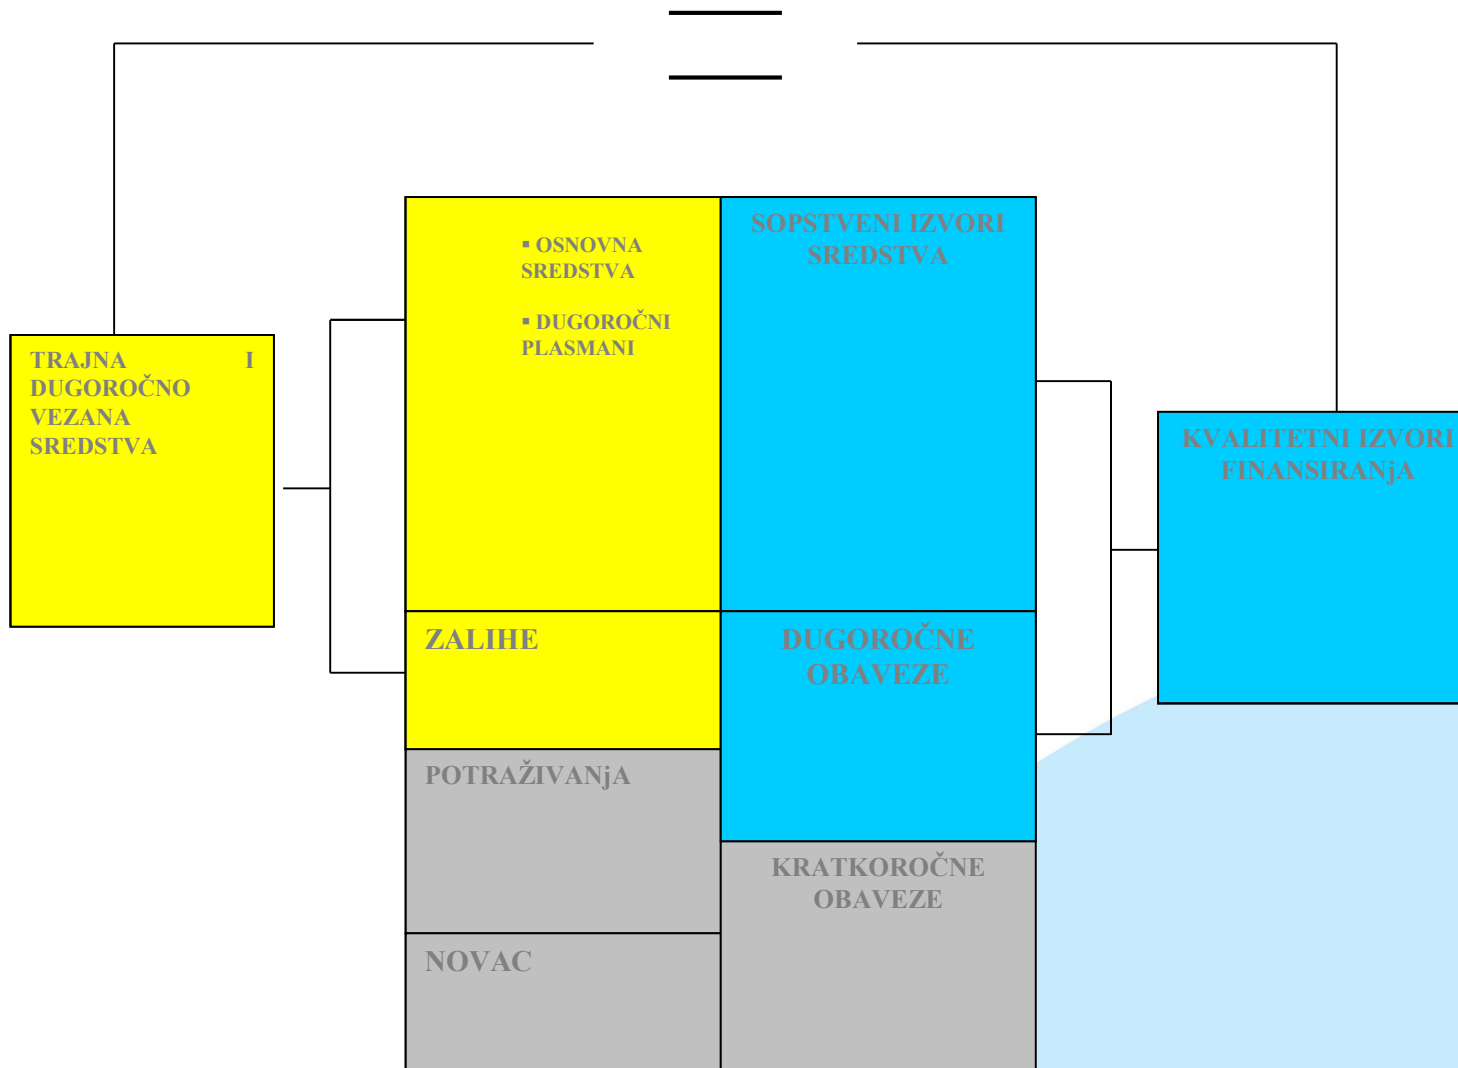 SOPSTVENI IZVORI
SREDSTVA
▪ OSNOVNA
SREDSTVA
▪ DUGOROČNI
PLASMANI
TRAJNA I
DUGOROČNO
VEZANA
SREDSTVA
KVALITETNI IZVORI
FINANSIRANjA
ZALIHE
DUGOROČNE
OBAVEZE
POTRAŽIVANjA
KRATKOROČNE
OBAVEZE
NOVAC